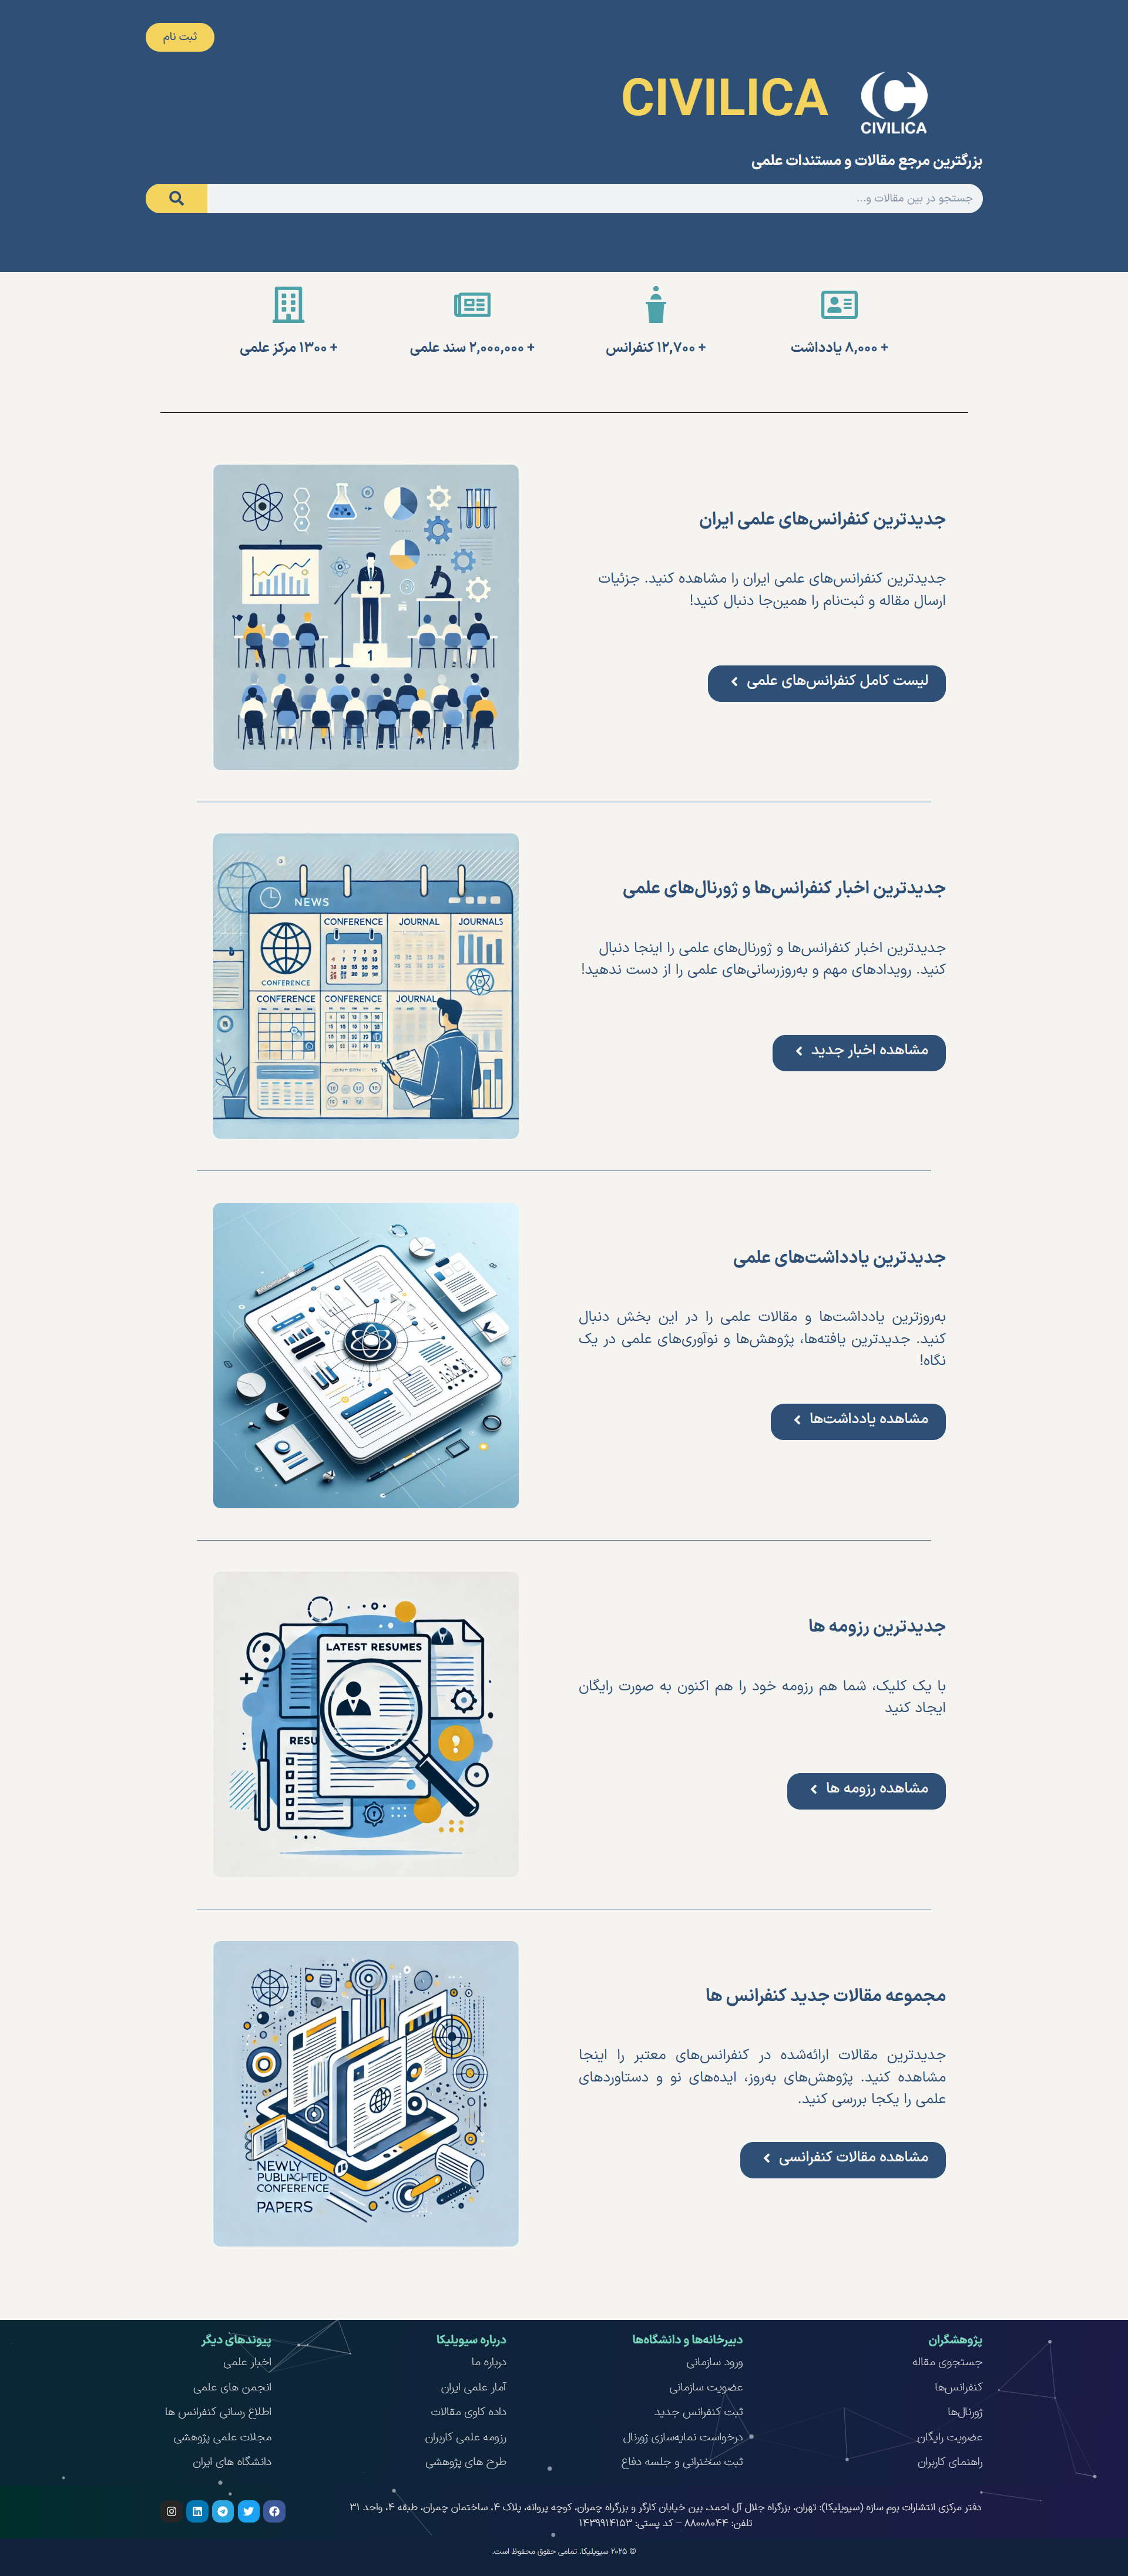 ثبت نام
CIVILICA
CIVILICA
بزرگترین مرجع مقالات و مستندات علمی
جستجو در بین مقالات و...
+ ۸,۰۰۰ یادداشت
+ ۱۲,۷۰۰ کنفرانس
+ ۲,۰۰۰,۰۰۰ سند علمی
+ ۱۳۰۰ مرکز علمی
جدیدترین کنفرانس‌های علمی ایران
جدیدترین کنفرانس‌های علمی ایران را مشاهده کنید. جزئیات
ارسال مقاله و ثبت‌نام را همین‌جا دنبال کنید!
لیست کامل کنفرانس‌های علمی
1
جدیدترین اخبار کنفرانس‌ها و ژورنال‌های علمی
جدیدترین اخبار کنفرانس‌ها و ژورنال‌های علمی را اینجا دنبال
کنید. رویدادهای مهم و به‌روزرسانی‌های علمی را از دست ندهید!
مشاهده اخبار جدید
NEWS
CONFERENCE
JOURNAL
JOURNALS
CONFERENCE
CONFERENCE
CONFERENCE
JOURNAL
جدیدترین یادداشت‌های علمی
به‌روزترین یادداشت‌ها و مقالات علمی را در این بخش دنبال
کنید. جدیدترین یافته‌ها، پژوهش‌ها و نوآوری‌های علمی در یک
نگاه!
مشاهده یادداشت‌ها
جدیدترین رزومه ها
با یک کلیک، شما هم رزومه خود را هم اکنون به صورت رایگان
ایجاد کنید
مشاهده رزومه ها
LATEST RESUMES
RESU
مجموعه مقالات جدید کنفرانس ها
جدیدترین مقالات ارائه‌شده در کنفرانس‌های معتبر را اینجا
مشاهده کنید. پژوهش‌های به‌روز، ایده‌های نو و دستاوردهای
علمی را یکجا بررسی کنید.
مشاهده مقالات کنفرانسی
NEWLY
CONFERENCE
PAPERS
پژوهشگران
جستجوی مقاله
کنفرانس‌ها
ژورنال‌ها
عضویت رایگان
راهنمای کاربران
دبیرخانه‌ها و دانشگاه‌ها
ورود سازمانی
عضویت سازمانی
ثبت کنفرانس جدید
درخواست نمایه‌سازی ژورنال
ثبت سخنرانی و جلسه دفاع
درباره سیویلیکا
درباره ما
آمار علمی ایران
داده کاوی مقالات
رزومه علمی کاربران
طرح های پژوهشی
پیوندهای دیگر
اخبار علمی
انجمن های علمی
اطلاع رسانی کنفرانس ها
مجلات علمی پژوهشی
دانشگاه های ایران
دفتر مرکزی انتشارات بوم سازه (سیویلیکا): تهران، بزرگراه جلال آل احمد، بین خیابان کارگر و بزرگراه چمران، کوچه پروانه، پلاک ۴، ساختمان چمران، طبقه ۴، واحد ۳۱
تلفن: ۸۸۰۰۸۰۴۴ – کد پستی: ۱۴۳۹۹۱۴۱۵۳
© ۲۰۲۵ سیویلیکا. تمامی حقوق محفوظ است.